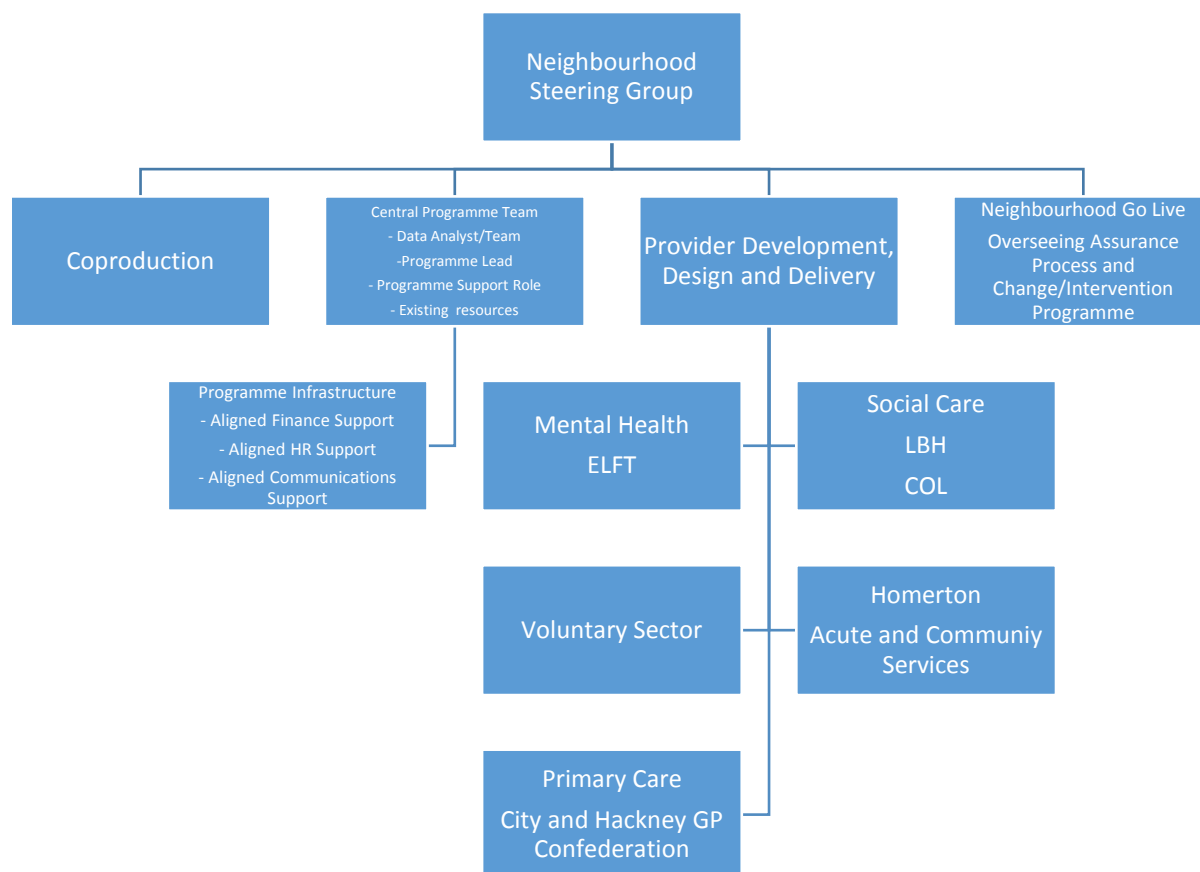 Neighbourhood
Steering Group
Coproduction
Central Programme Team
- Data Analyst/Team
-Programme Lead
- Programme Support Role
- Existing resources
Provider Development,
Design and Delivery
Neighbourhood Go Live
Overseeing Assurance
Process and
Change/Intervention
Programme
Programme Infrastructure
- Aligned Finance Support
- Aligned HR Support
- Aligned Communications
Support
Mental Health
ELFT
Social Care
LBH
COL
Voluntary Sector
Homerton
Acute and Communiy
Services
Primary Care
City and Hackney GP
Confederation